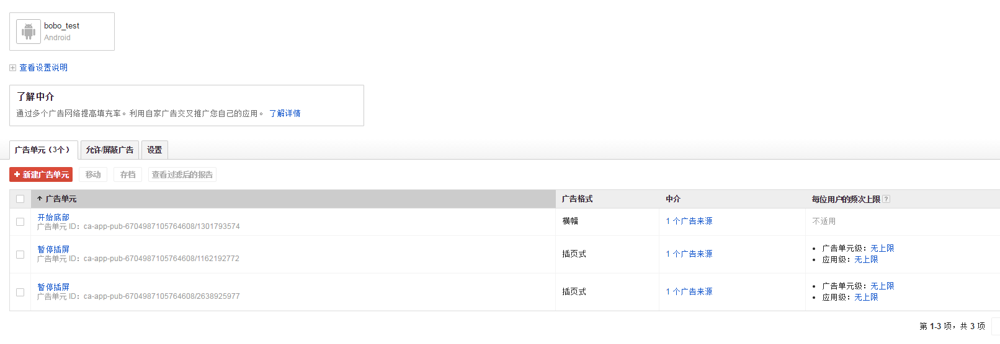 bobo_test
Android
查看设置说明
了解中介
通过多个广告网络提高填充率。利用自家广告交叉推广您自己的应用。 了解详情
广告单元（3个） 允许/屏蔽广告 设置
+ 新建广告单元 移动 存档 查看过滤后的报告
↑ 广告单元 广告格式 中介 每位用户的频次上限 ?
开始底部
广告单元 ID：ca-app-pub-6704987105764608/1301793574
横幅 1 个广告来源 不适用
暂停插屏
广告单元 ID：ca-app-pub-6704987105764608/1162192772
插页式 1 个广告来源
• 广告单元级：无上限
• 应用级：无上限
暂停插屏
广告单元 ID：ca-app-pub-6704987105764608/2638925977
插页式 1 个广告来源
• 广告单元级：无上限
• 应用级：无上限
第 1-3 项，共 3 项